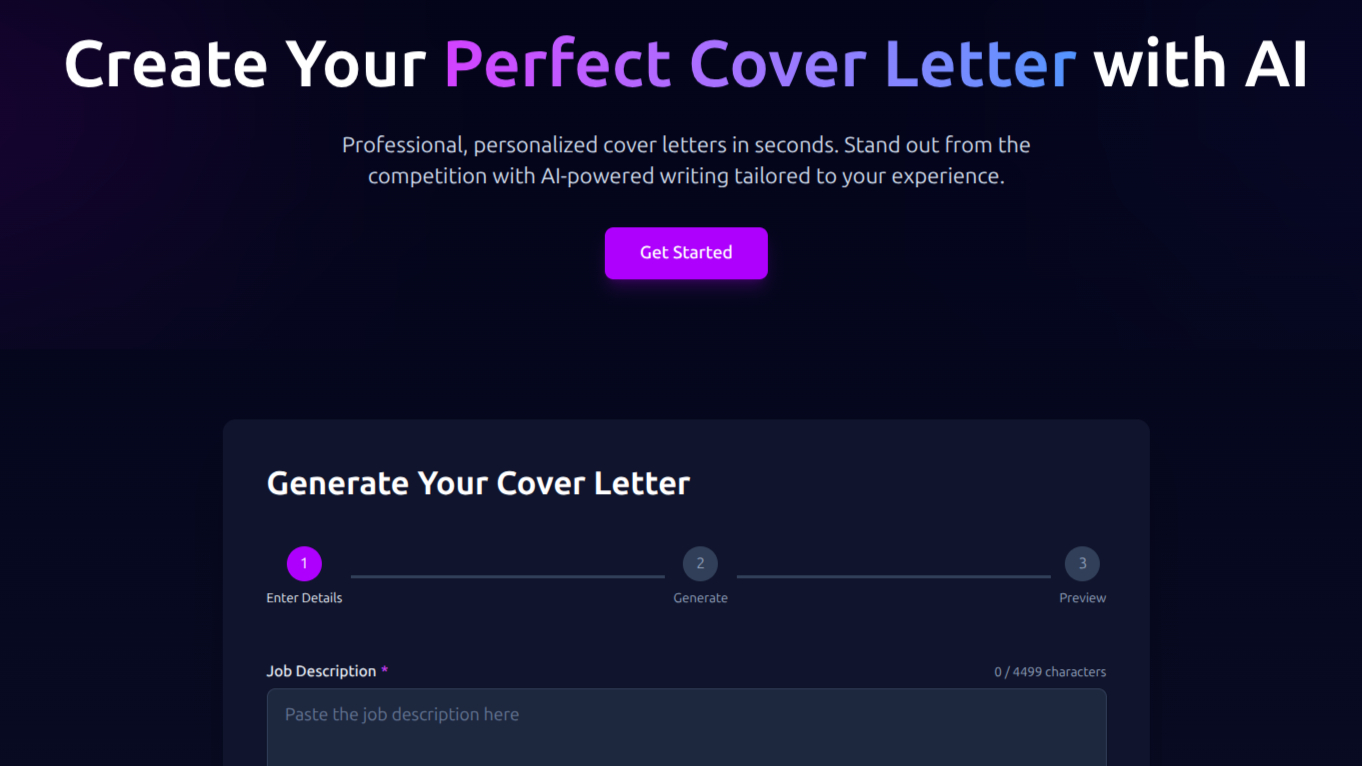 Create Your Perfect Cover Letter with AI
Professional, personalized cover letters in seconds. Stand out from the
competition with AI-powered writing tailored to your experience.
Get Started
Generate Your Cover Letter
1
2
3
Enter Details
Generate
Preview
Job Description *
0 / 4499 characters
Paste the job description here